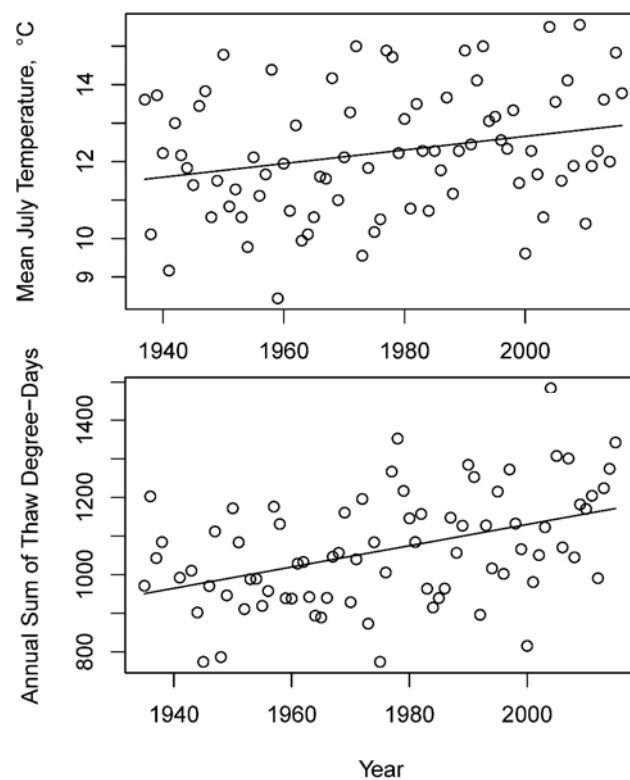 Mean July Temperature, °C
14
12
10
9
1940 1960 1980 2000
Annual Sum of Thaw Degree−Days
1400
1200
1000
800
1940 1960 1980 2000
Year